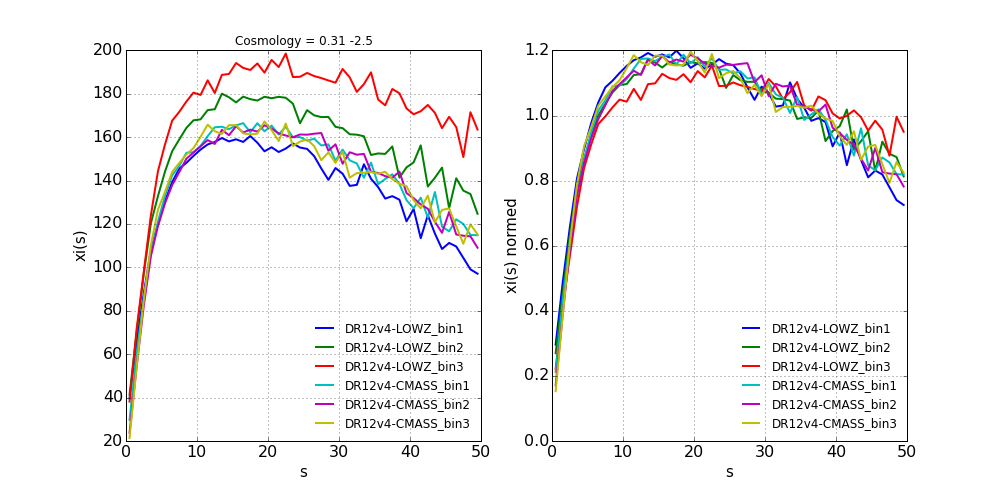 Cosmology = 0.31 -2.5
xi(s)
200
180
160
140
120
100
80
60
40
20
0
10
20
30
40
50
s
DR12v4-LOWZ_bin1
DR12v4-LOWZ_bin2
DR12v4-LOWZ_bin3
DR12v4-CMASS_bin1
DR12v4-CMASS_bin2
DR12v4-CMASS_bin3
xi(s) normed
1.2
1.0
0.8
0.6
0.4
0.2
0.0
0
10
20
30
40
50
s
DR12v4-LOWZ_bin1
DR12v4-LOWZ_bin2
DR12v4-LOWZ_bin3
DR12v4-CMASS_bin1
DR12v4-CMASS_bin2
DR12v4-CMASS_bin3